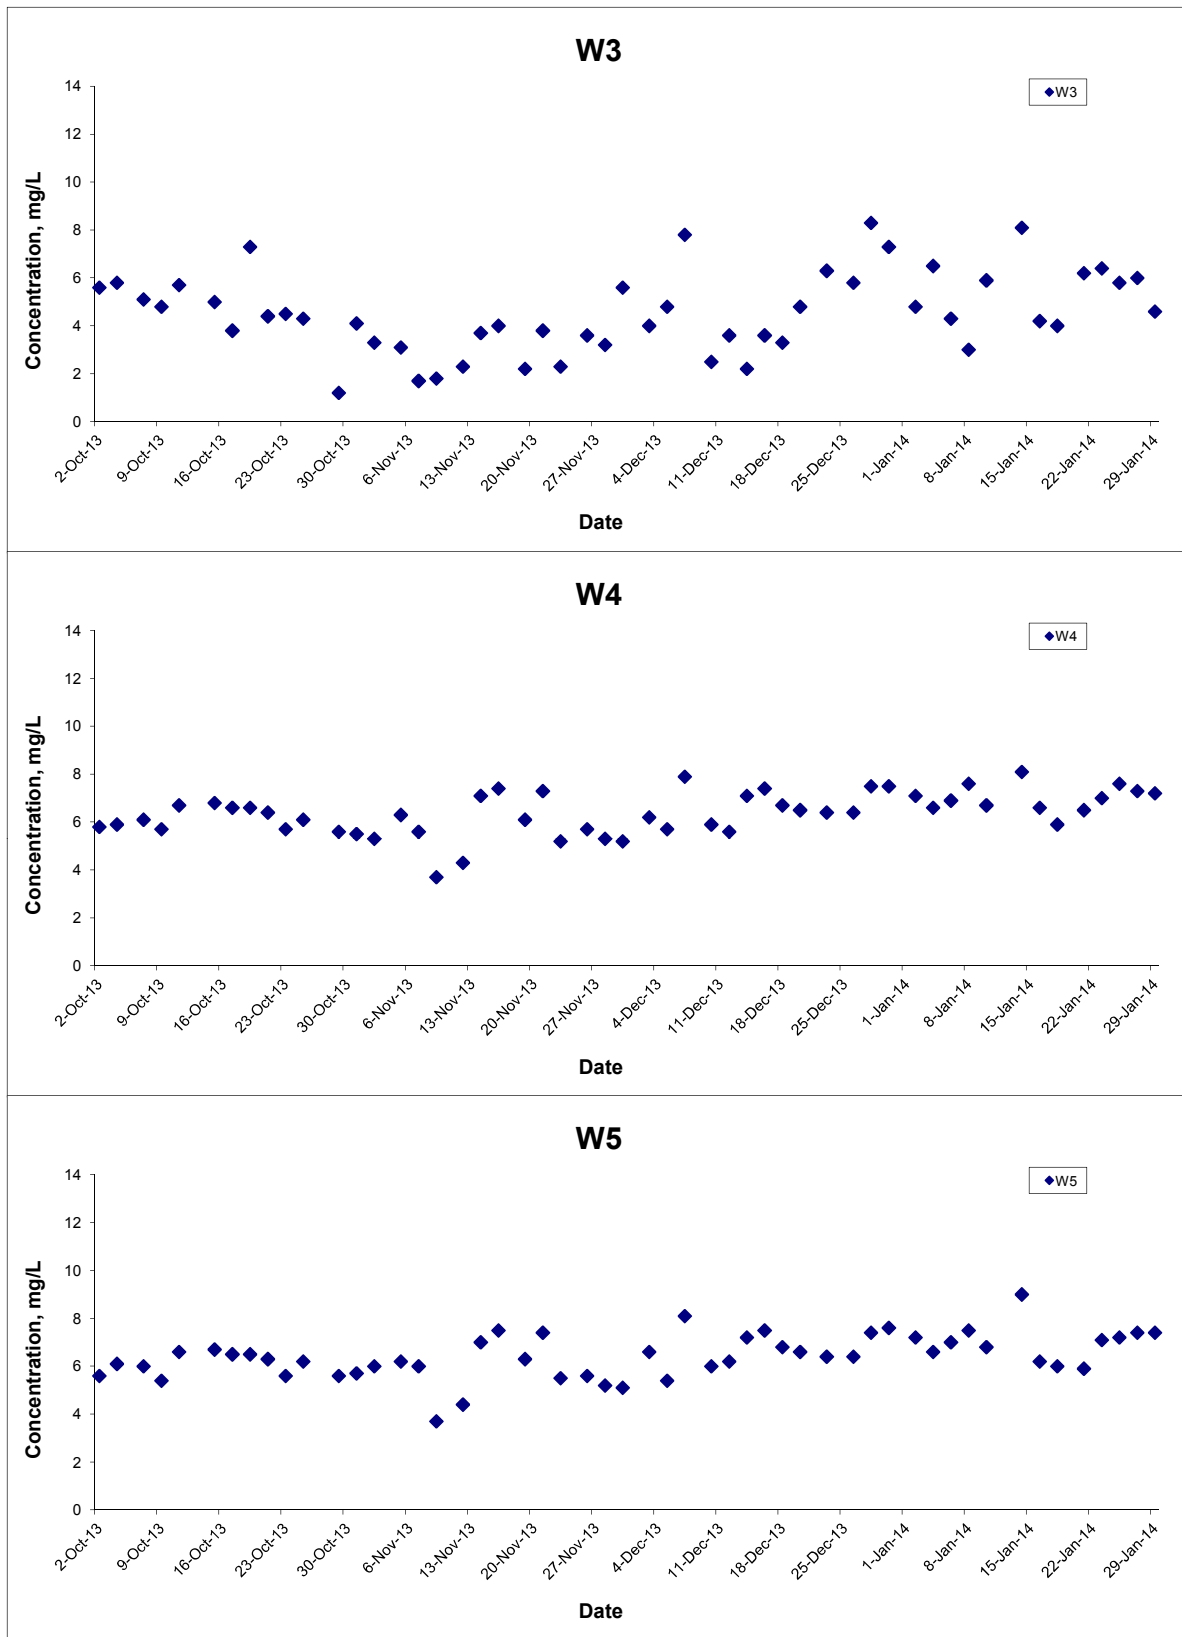 W3
W3
14
12
10
8
6
4
2
0
Concentration, mg/L
2-Oct-13
9-Oct-13
16-Oct-13
23-Oct-13
30-Oct-13
6-Nov-13
13-Nov-13
20-Nov-13
27-Nov-13
4-Dec-13
11-Dec-13
18-Dec-13
25-Dec-13
1-Jan-14
8-Jan-14
15-Jan-14
22-Jan-14
29-Jan-14
Date
W4
W4
14
12
10
8
6
4
2
0
Concentration, mg/L
2-Oct-13
9-Oct-13
16-Oct-13
23-Oct-13
30-Oct-13
6-Nov-13
13-Nov-13
20-Nov-13
27-Nov-13
4-Dec-13
11-Dec-13
18-Dec-13
25-Dec-13
1-Jan-14
8-Jan-14
15-Jan-14
22-Jan-14
29-Jan-14
Date
W5
W5
14
12
10
8
6
4
2
0
Concentration, mg/L
2-Oct-13
9-Oct-13
16-Oct-13
23-Oct-13
30-Oct-13
6-Nov-13
13-Nov-13
20-Nov-13
27-Nov-13
4-Dec-13
11-Dec-13
18-Dec-13
25-Dec-13
1-Jan-14
8-Jan-14
15-Jan-14
22-Jan-14
29-Jan-14
Date